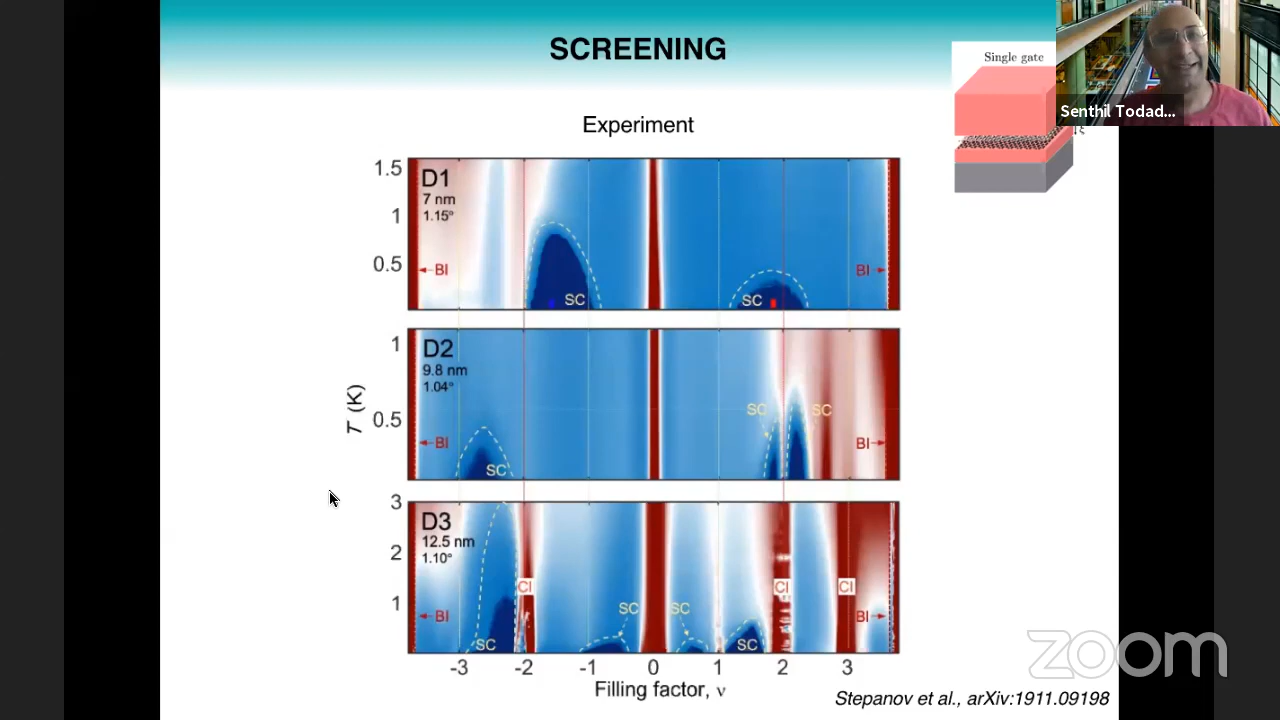 SCREENING
Single gate
ξ
Senthil Todad...
Experiment
1.5
1
0.5
D1
7 nm
1.15°
BI
SC
SC
BI
1
0.5
D2
9.8 nm
1.04°
BI
SC
SC
SC
BI
T (K)
3
2
1
D3
12.5 nm
1.10°
BI
SC
CI
SC
SC
SC
CI
CI
BI
-3 -2 -1 0 1 2 3
Filling factor, ν
zoom
Stepanov et al., arXiv:1911.09198